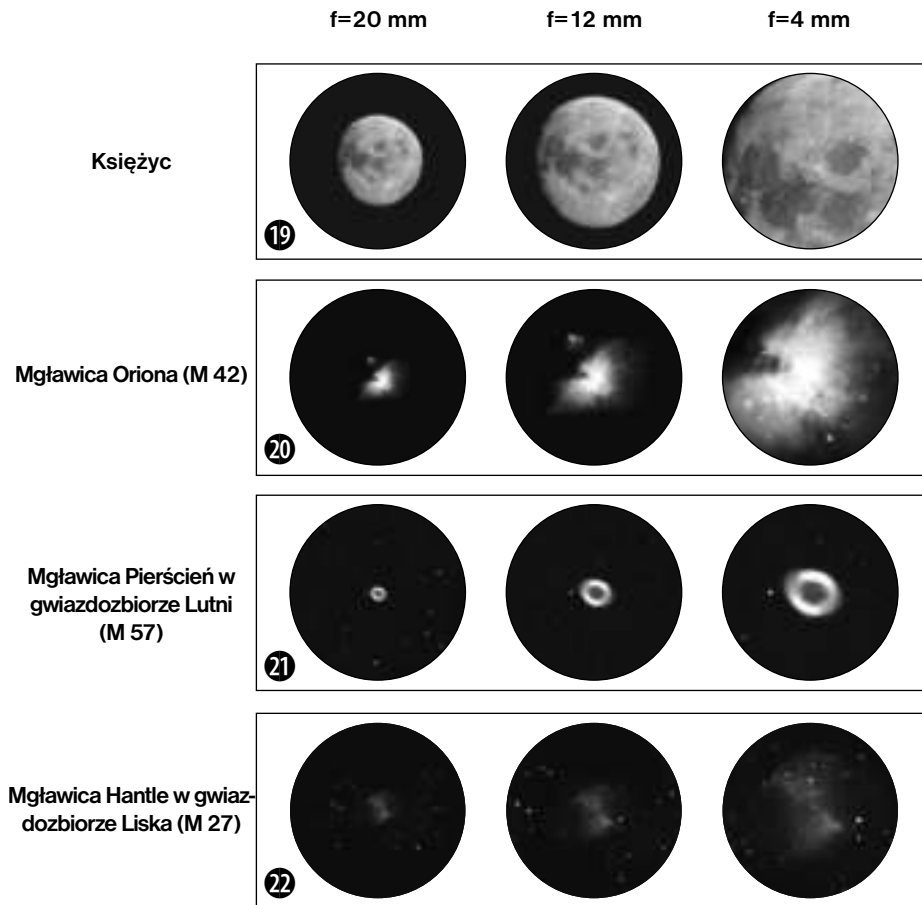 f=20 mm f=12 mm f=4 mm
Księżyc
19
Mgławica Oriona (M 42)
20
Mgławica Pierścień w
gwiazdozbiorze Lutni
(M 57)
21
Mgławica Hantle w gwiaz-
dozbiorze Liska (M 27)
22